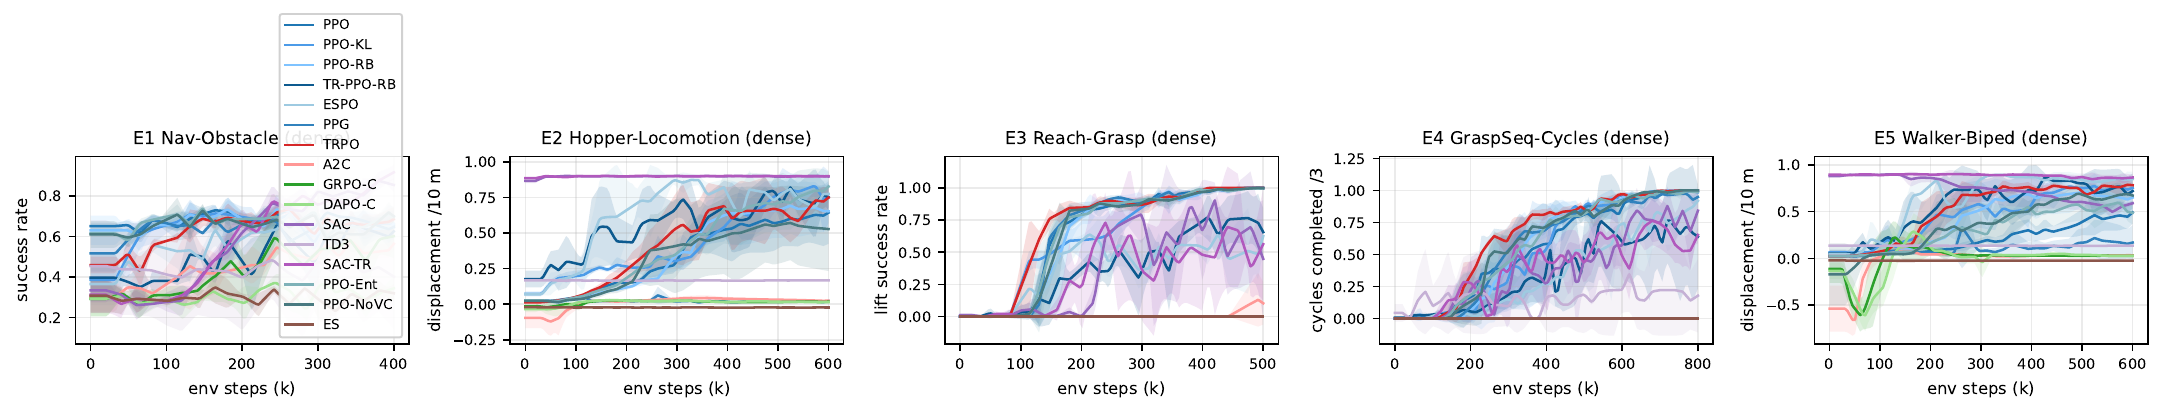 PPO
PPO-KL
PPO-RB
TR-PPO-RB
ESPO
PPG
TRPO
A2C
GRPO-C
DAPO-C
SAC
TD3
SAC-TR
PPO-Ent
PPO-NoVC
ES
E1 Nav-Obstacle (dense)
success rate
0.8
0.6
0.4
0.2
0 100 200 300 400
env steps (k)
E2 Hopper-Locomotion (dense)
displacement /10 m
1.00
0.75
0.50
0.25
0.00
−0.25
0 100 200 300 400 500 600
env steps (k)
E3 Reach-Grasp (dense)
lift success rate
1.00
0.75
0.50
0.25
0.00
0 100 200 300 400 500
env steps (k)
E4 GraspSeq-Cycles (dense)
cycles completed /3
1.25
1.00
0.75
0.50
0.25
0.00
0 200 400 600 800
env steps (k)
E5 Walker-Biped (dense)
displacement /10 m
1.0
0.5
0.0
−0.5
0 100 200 300 400 500 600
env steps (k)